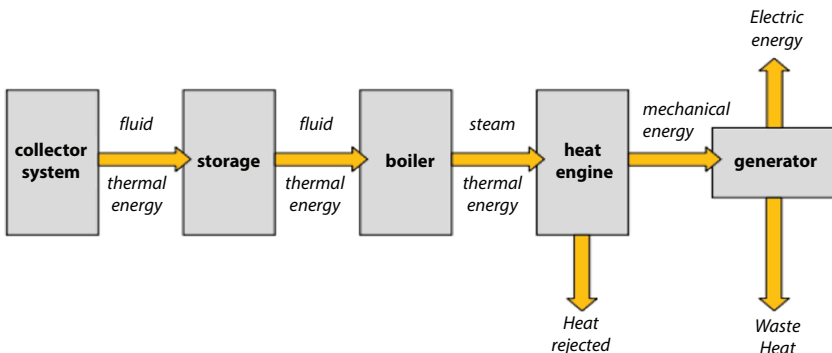 Electric
energy
collector
system
fluid
thermal
energy
storage
fluid
thermal
energy
boiler
steam
thermal
energy
heat
engine
mechanical
energy
generator
Heat
rejected
Waste
Heat